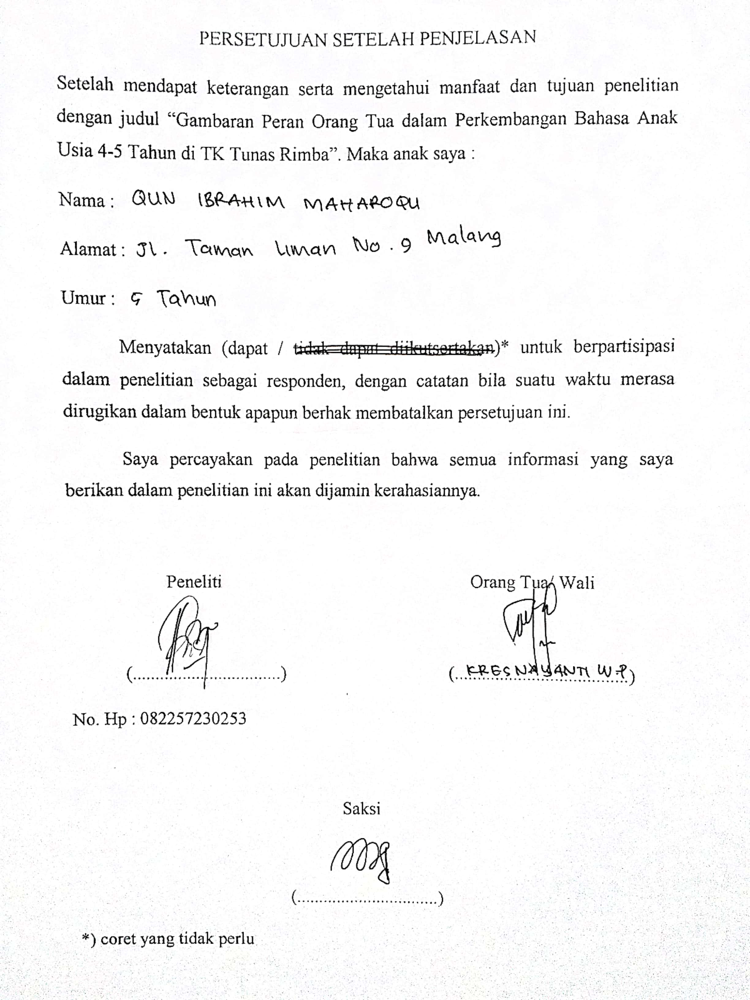 PERSETUJUAN SETELAH PENJELASAN
Setelah mendapat keterangan serta mengetahui manfaat dan tujuan penelitian
dengan judul “Gambaran Peran Orang Tua dalam Perkembangan Bahasa Anak
Usia 4-5 Tahun di TK Tunas Rimba”. Maka anak saya :
Nama : QUN IBRAHIM MAHAROQU
Alamat : Jl. Taman No. 9 Malang
Umur : 5 Tahun
Menyatakan (dapat / tidak dapat diikutsertakan)* untuk berpartisipasi
dalam penelitian sebagai responden, dengan catatan bila suatu waktu merasa
dirugikan dalam bentuk apapun berhak membatalkan persetujuan ini.
Saya percayakan pada penelitian bahwa semua informasi yang saya
berikan dalam penelitian ini akan dijamin kerahasiannya.
Peneliti Orang Tua/ Wali
(.................................) (..KRESNAYANTI W.P)
No. Hp : 082257230253
Saksi
(...............................)
*) coret yang tidak perlu